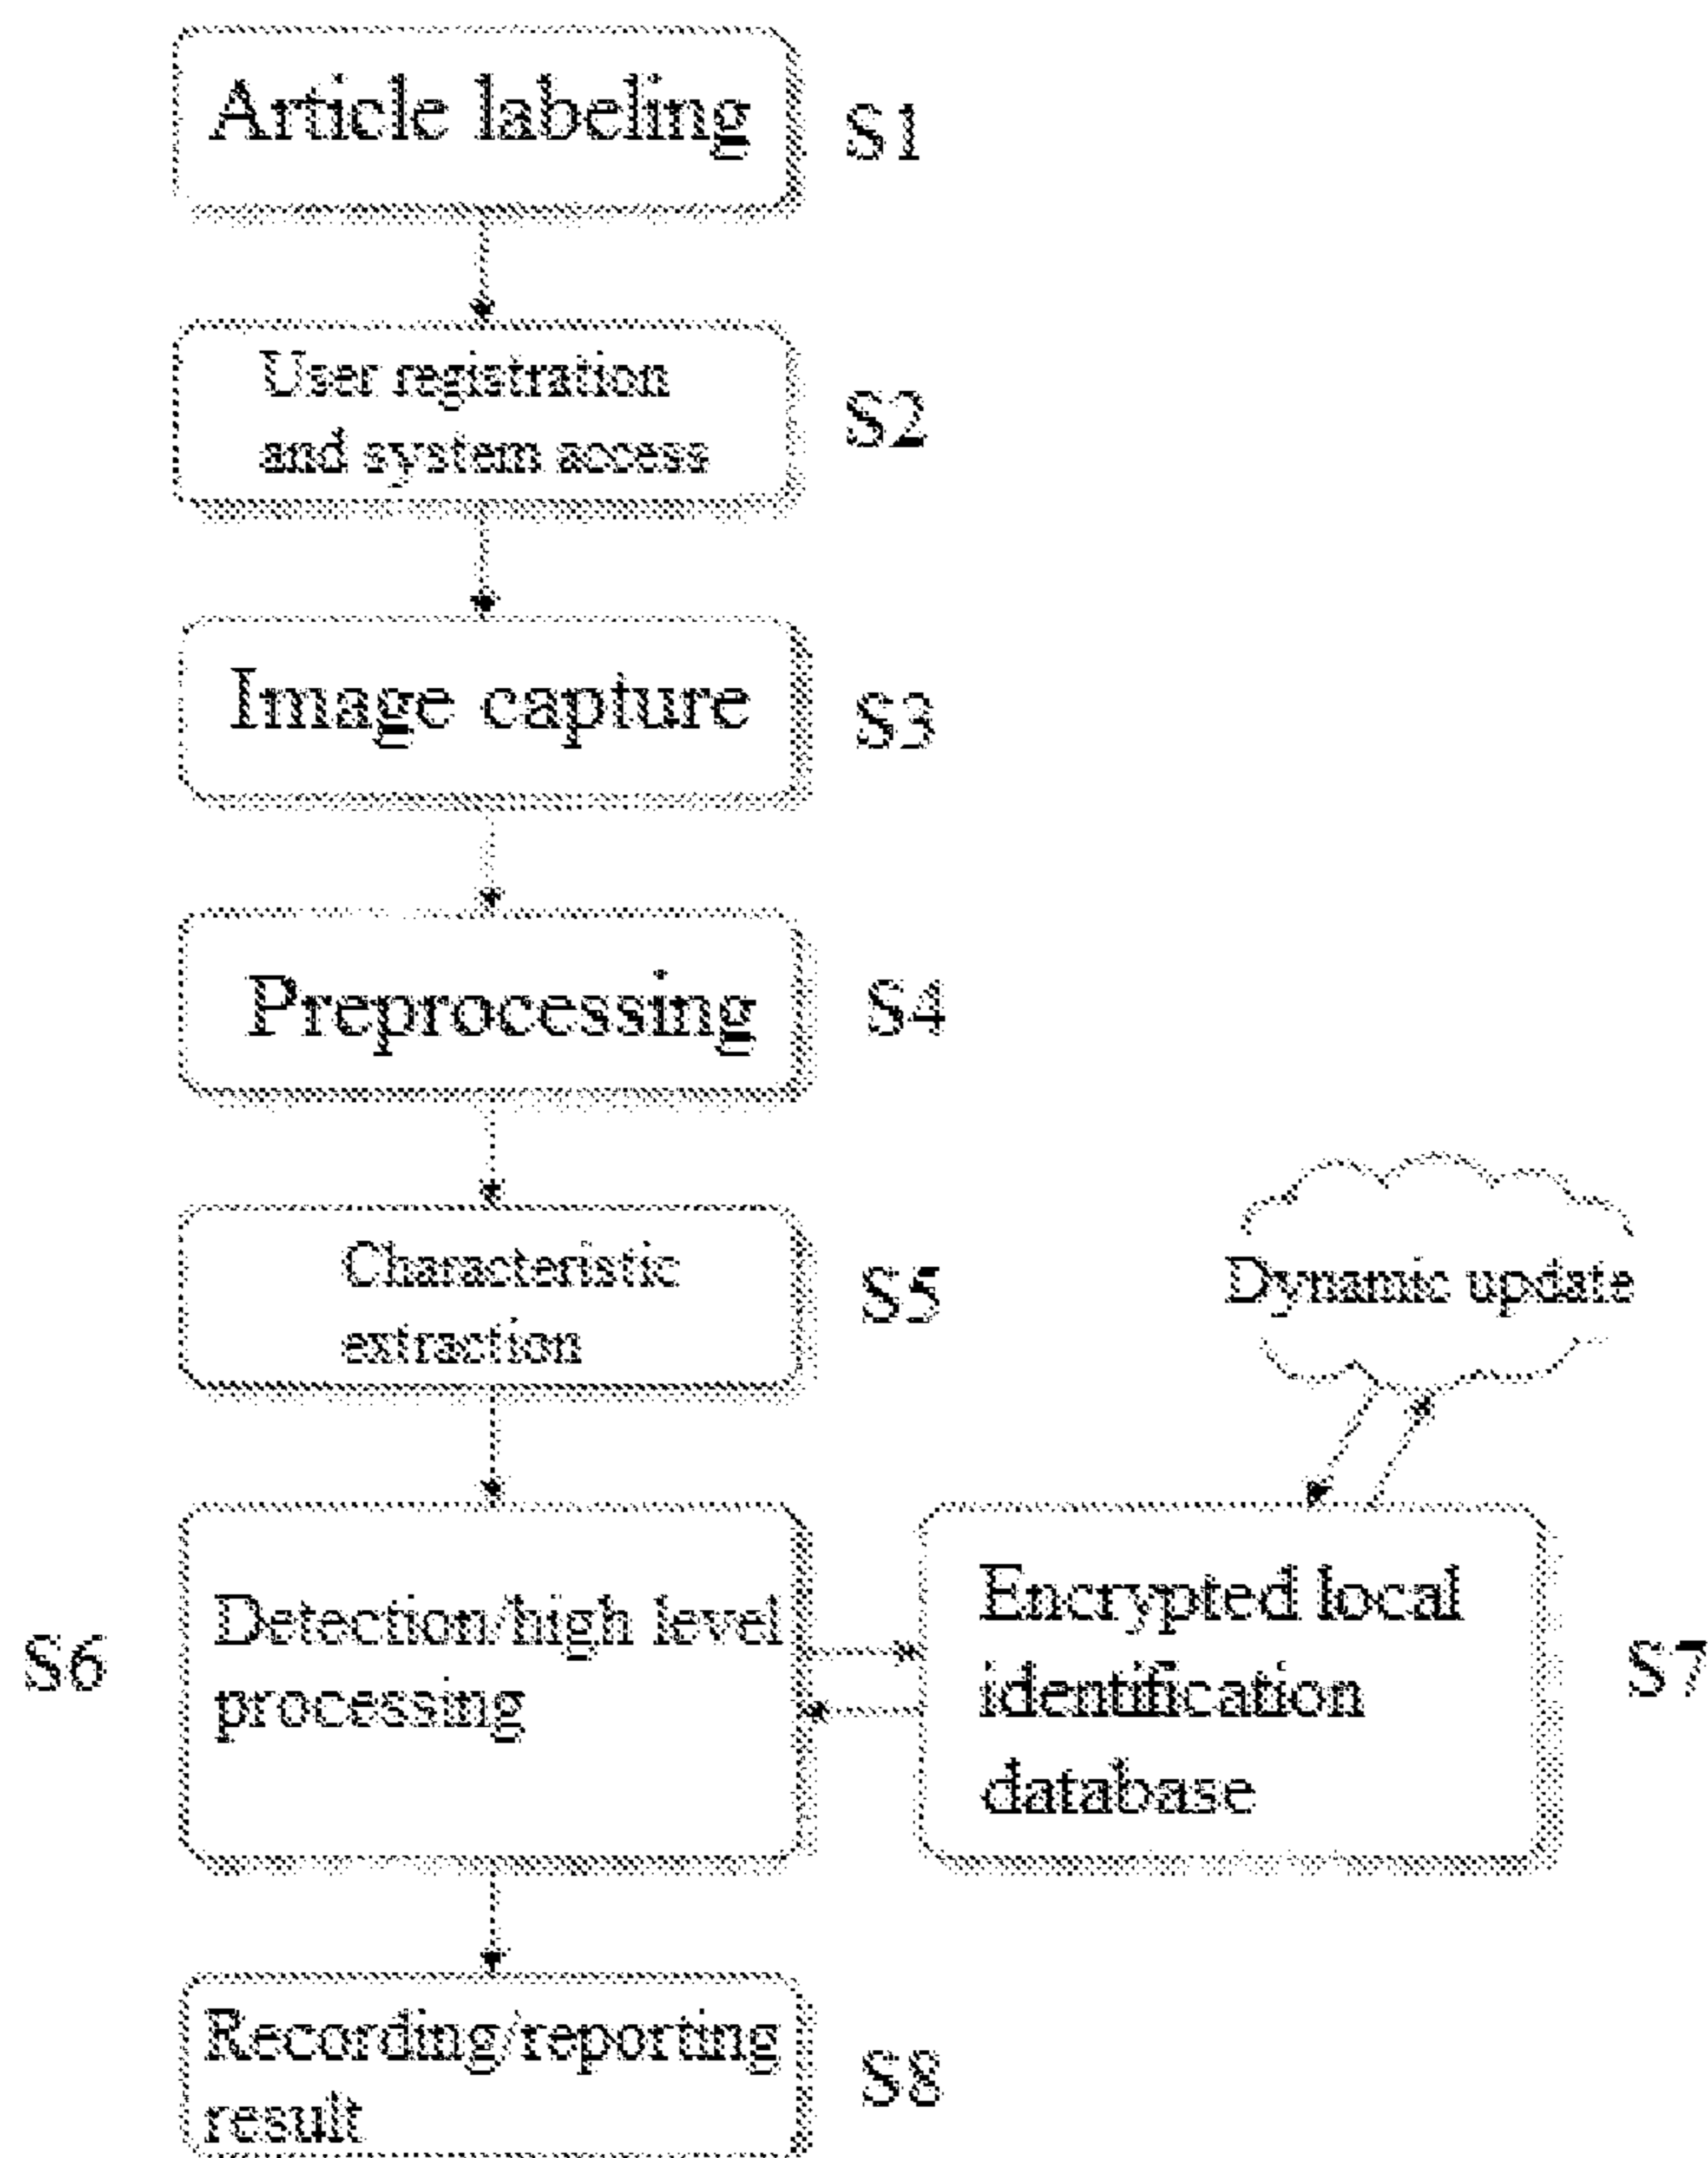 Article labeling
S1
User registration
and system access
S2
Image capture
S3
Preprocessing
S4
Characteristic
extraction
S5
Dynamic update
S6
Detection/high level
processing
Encrypted local
identification
database
S7
Recording/reporting
result
S8